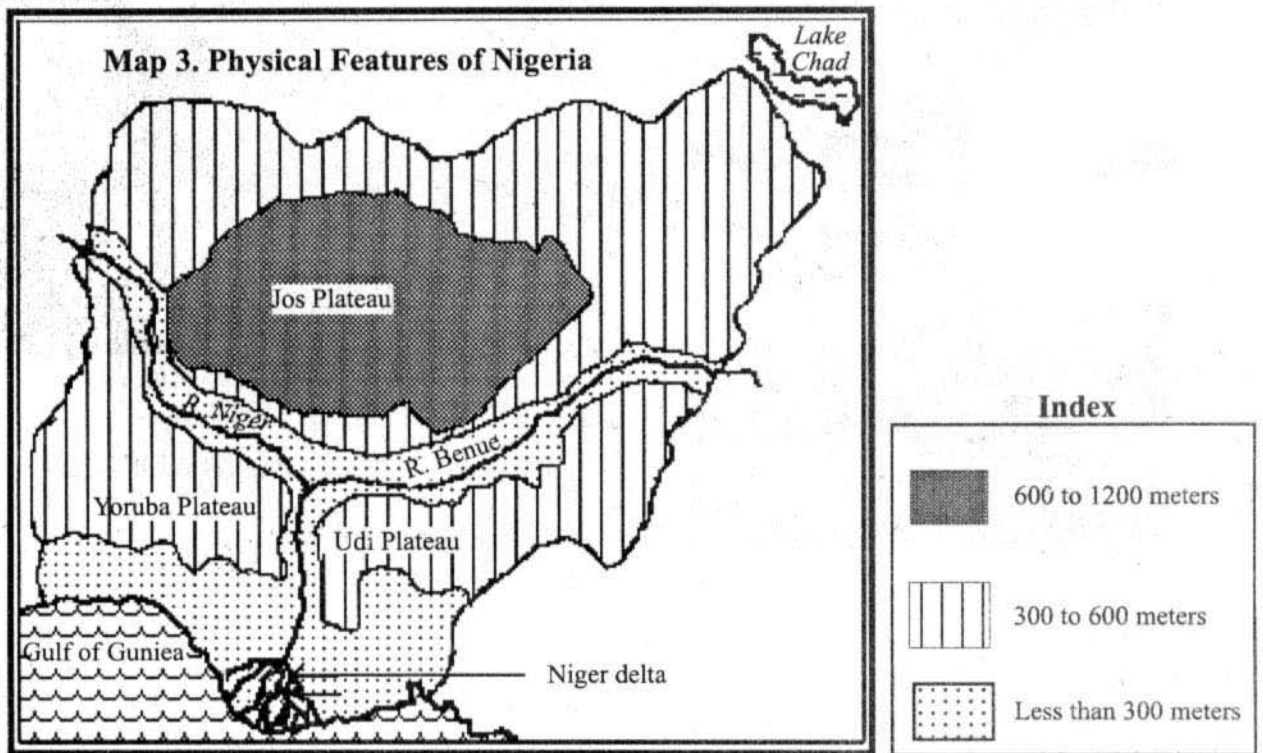 Map 3. Physical Features of Nigeria
Lake
Chad
Jos Plateau
R. Niger
R. Benue
Yoruba Plateau
Udi Plateau
Gulf of Guniea
Niger delta
Index
600 to 1200 meters
300 to 600 meters
Less than 300 meters